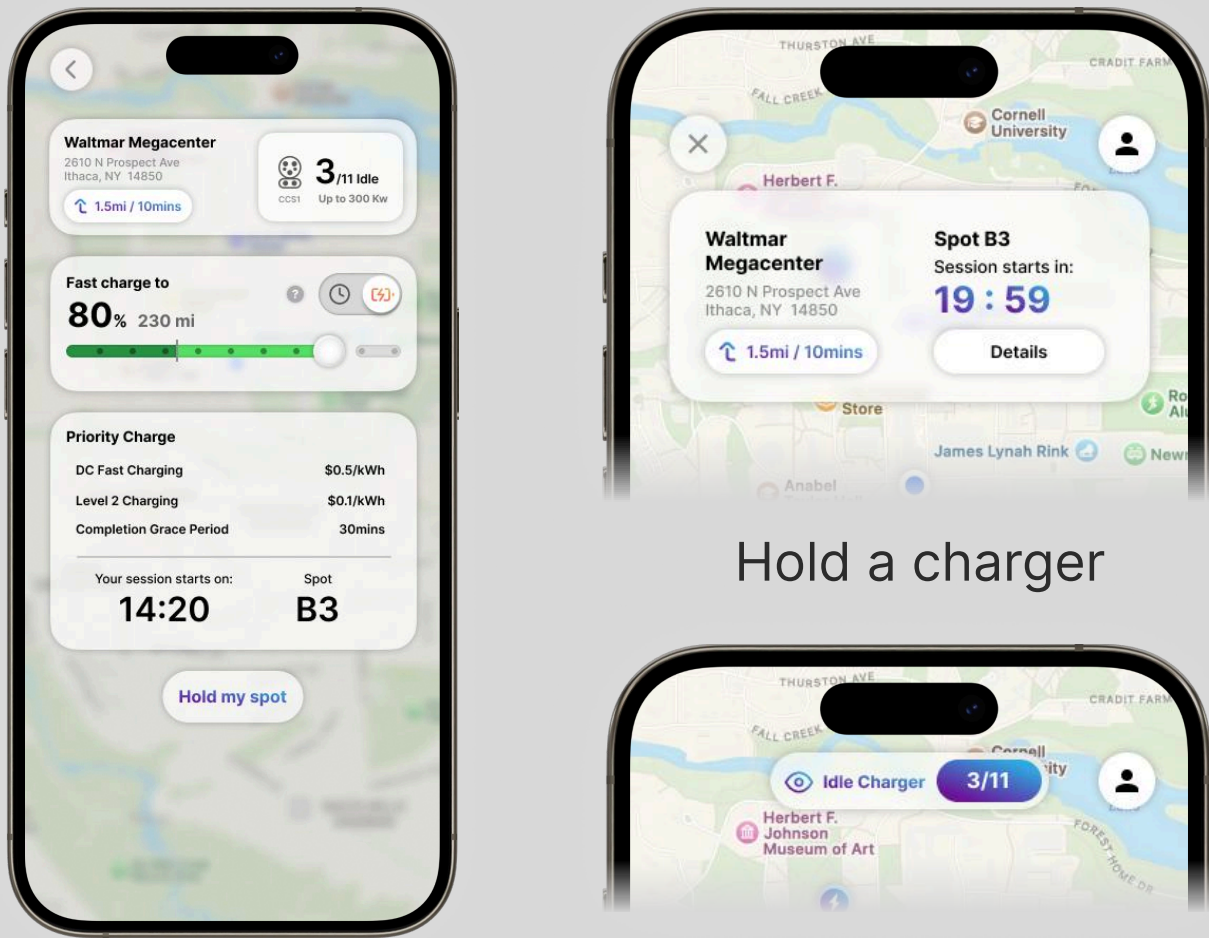 Waltmar Megacenter
2610 N Prospect Ave
Ithaca, NY 14850
1.5mi / 10mins
CCS1
3/11 Idle
Up to 300 Kw
Fast charge to
?
80% 230 mi
Priority Charge
DC Fast Charging $0.5/kWh
Level 2 Charging $0.1/kWh
Completion Grace Period 30mins
Your session starts on:
14:20
Spot
B3
Hold my spot
THURSTON AVE
CRADIT FARM
FALL CREEK
Cornell
University
Herbert F.
Waltmar
Megacenter
2610 N Prospect Ave
Ithaca, NY 14850
1.5mi / 10mins
Spot B3
Session starts in:
19 : 59
Details
Store
Ro
James Lynah Rink
Newm
Anabel
Hold a charger
THURSTON AVE
CRADIT FARM
FALL CREEK
Cornell
sity
Idle Charger 3/11
Herbert F.
Johnson
Museum of Art
FOREST HOME DR